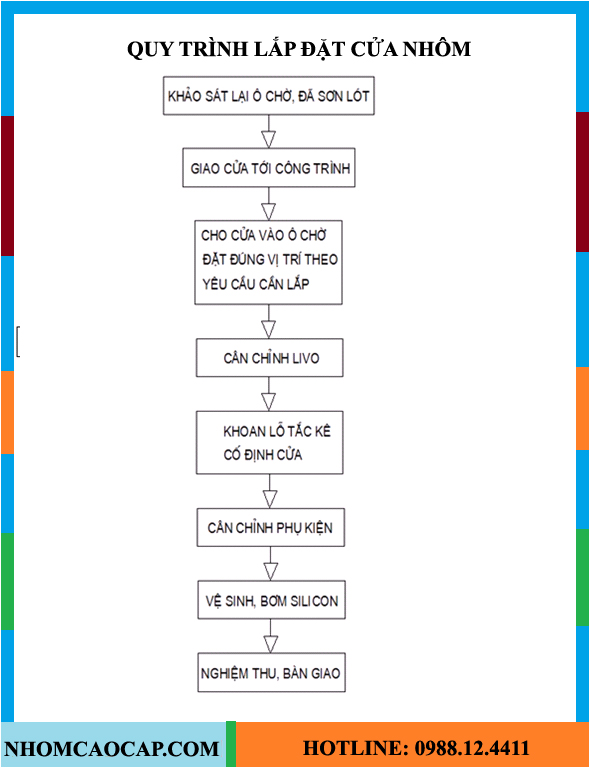 QUY TRÌNH LẮP ĐẶT CỬA NHÔM
KHẢO SÁT LẠI Ô CHỜ, ĐÃ SƠN LÓT
GIAO CỬA TỚI CÔNG TRÌNH
CHO CỬA VÀO Ô CHỜ
ĐẶT ĐÚNG VỊ TRÍ THEO
YÊU CẦU CẦN LẮP
CÂN CHỈNH LIVO
KHOAN LỖ TẮC KÊ
CỐ ĐỊNH CỬA
CÂN CHỈNH PHỤ KIỆN
VỆ SINH, BƠM SILICON
NGHIỆM THU, BÀN GIAO
NHOMCAOCAP.COM
HOTLINE: 0988.12.4411